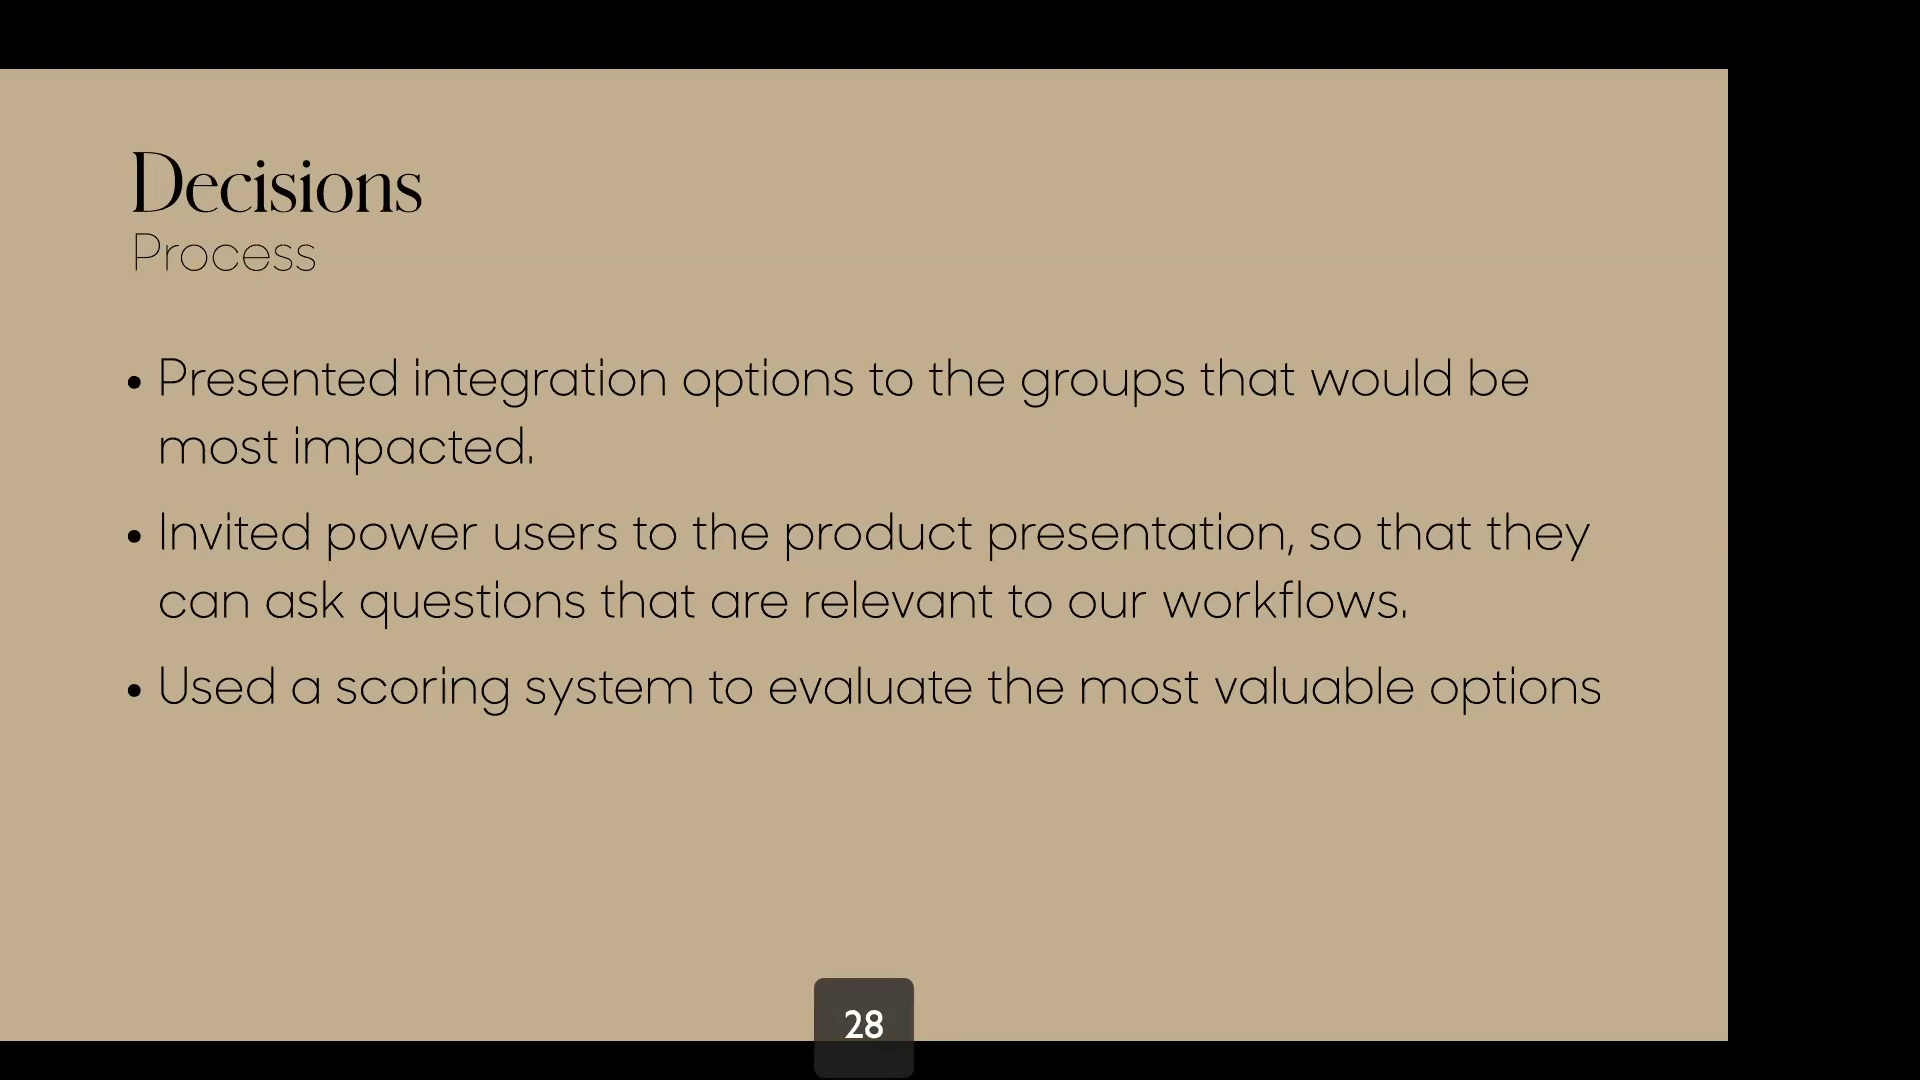 Decisions
Process
• Presented integration options to the groups that would be
most impacted.
• Invited power users to the product presentation, so that they
can ask questions that are relevant to our workflows.
• Used a scoring system to evaluate the most valuable options
28